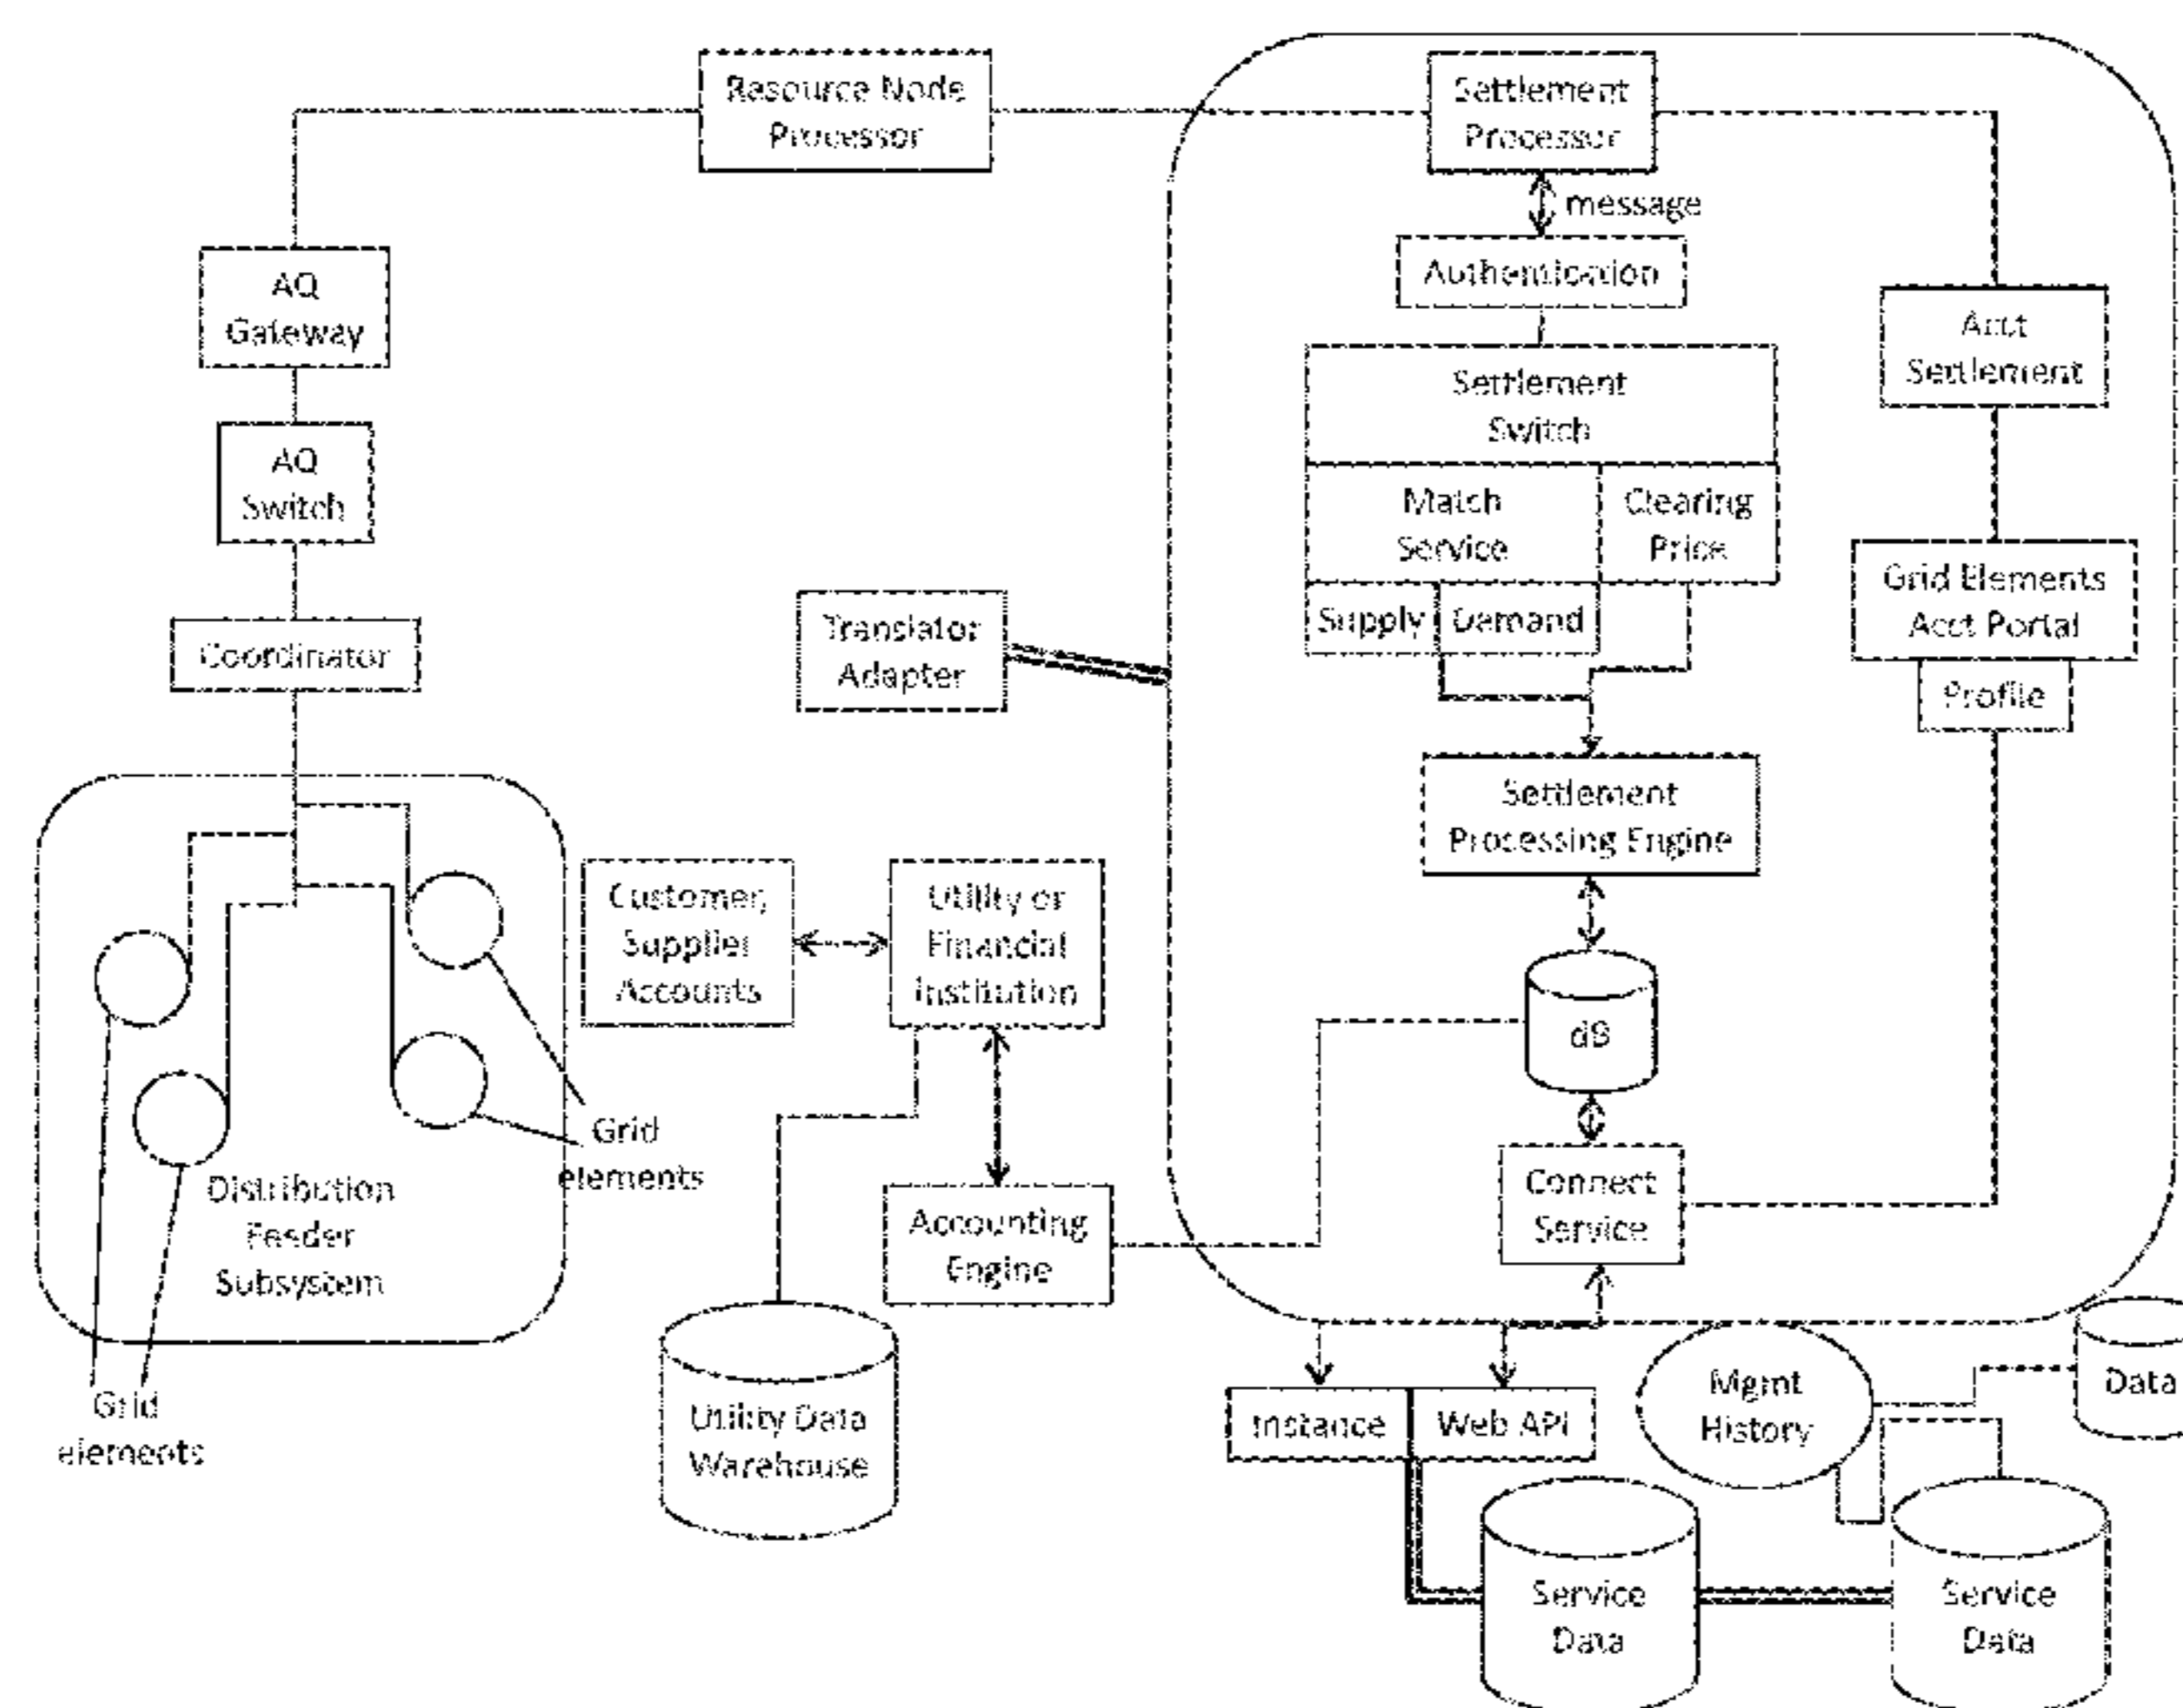 Resource Node
Processor
Settlement
Processor
message
Authentication
AQ
Gateway
Acct
Settlement
Settlement
Switch
AQ
Switch
Match
Service
Clearing
Price
Grid Elements
Acct Portal
Profile
Supply
Demand
Translator
Adapter
Coordinator
Settlement
Processing Engine
Customer,
Supplier
Accounts
Utility or
Financial
Institution
dB
Grid
elements
Distribution
Feeder
Subsystem
Accounting
Engine
Connect
Service
Grid
elements
Utility Data
Warehouse
Instance
Web API
Mgmt
History
Data
Service
Data
Service
Data